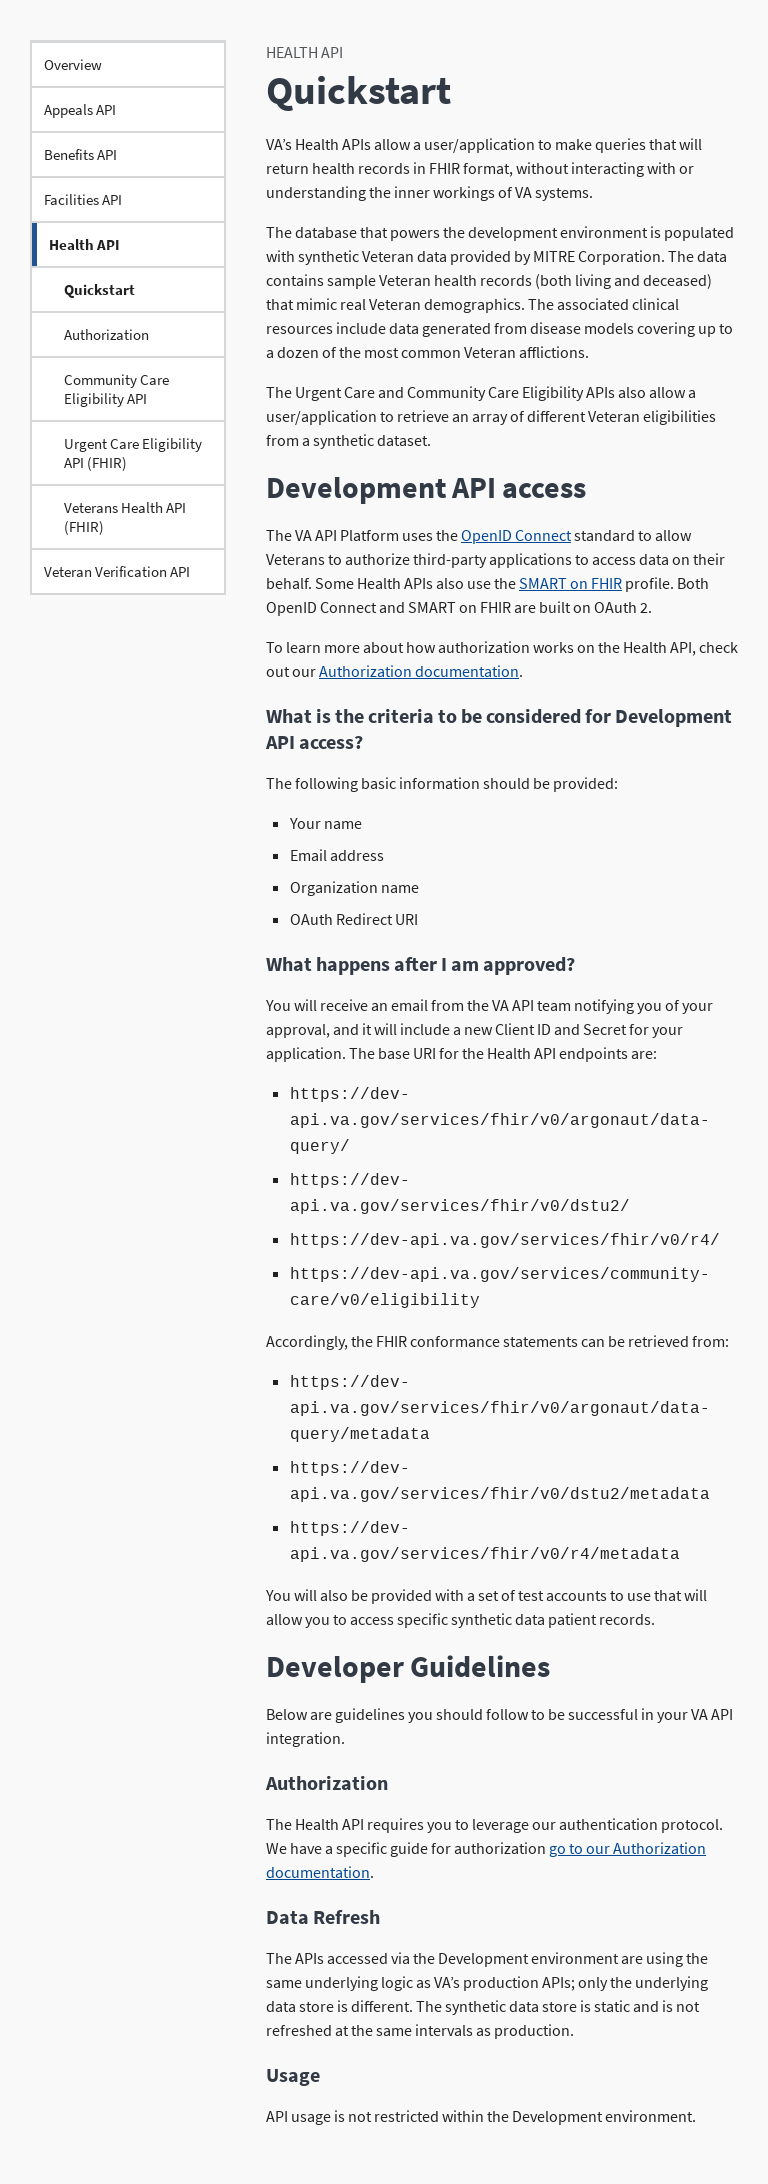 Overview
Appeals API
Benefits API
Facilities API
Health API
Quickstart
Authorization
Community Care
Eligibility API
Urgent Care Eligibility
API (FHIR)
Veterans Health API
(FHIR)
Veteran Verification API
HEALTH API
Quickstart
VA’s Health APIs allow a user/application to make queries that will
return health records in FHIR format, without interacting with or
understanding the inner workings of VA systems.
The database that powers the development environment is populated
with synthetic Veteran data provided by MITRE Corporation. The data
contains sample Veteran health records (both living and deceased)
that mimic real Veteran demographics. The associated clinical
resources include data generated from disease models covering up to
a dozen of the most common Veteran afflictions.
The Urgent Care and Community Care Eligibility APIs also allow a
user/application to retrieve an array of different Veteran eligibilities
from a synthetic dataset.
Development API access
The VA API Platform uses the OpenID Connect standard to allow
Veterans to authorize third-party applications to access data on their
behalf. Some Health APIs also use the SMART on FHIR profile. Both
OpenID Connect and SMART on FHIR are built on OAuth 2.
To learn more about how authorization works on the Health API, check
out our Authorization documentation.
What is the criteria to be considered for Development
API access?
The following basic information should be provided:
▪ Your name
▪ Email address
▪ Organization name
▪ OAuth Redirect URI
What happens after I am approved?
You will receive an email from the VA API team notifying you of your
approval, and it will include a new Client ID and Secret for your
application. The base URI for the Health API endpoints are:
▪ https://dev-
api.va.gov/services/fhir/v0/argonaut/data-
query/
▪ https://dev-
api.va.gov/services/fhir/v0/dstu2/
▪ https://dev-api.va.gov/services/fhir/v0/r4/
▪ https://dev-api.va.gov/services/community-
care/v0/eligibility
Accordingly, the FHIR conformance statements can be retrieved from:
▪ https://dev-
api.va.gov/services/fhir/v0/argonaut/data-
query/metadata
▪ https://dev-
api.va.gov/services/fhir/v0/dstu2/metadata
▪ https://dev-
api.va.gov/services/fhir/v0/r4/metadata
You will also be provided with a set of test accounts to use that will
allow you to access specific synthetic data patient records.
Developer Guidelines
Below are guidelines you should follow to be successful in your VA API
integration.
Authorization
The Health API requires you to leverage our authentication protocol.
We have a specific guide for authorization go to our Authorization
documentation.
Data Refresh
The APIs accessed via the Development environment are using the
same underlying logic as VA’s production APIs; only the underlying
data store is different. The synthetic data store is static and is not
refreshed at the same intervals as production.
Usage
API usage is not restricted within the Development environment.